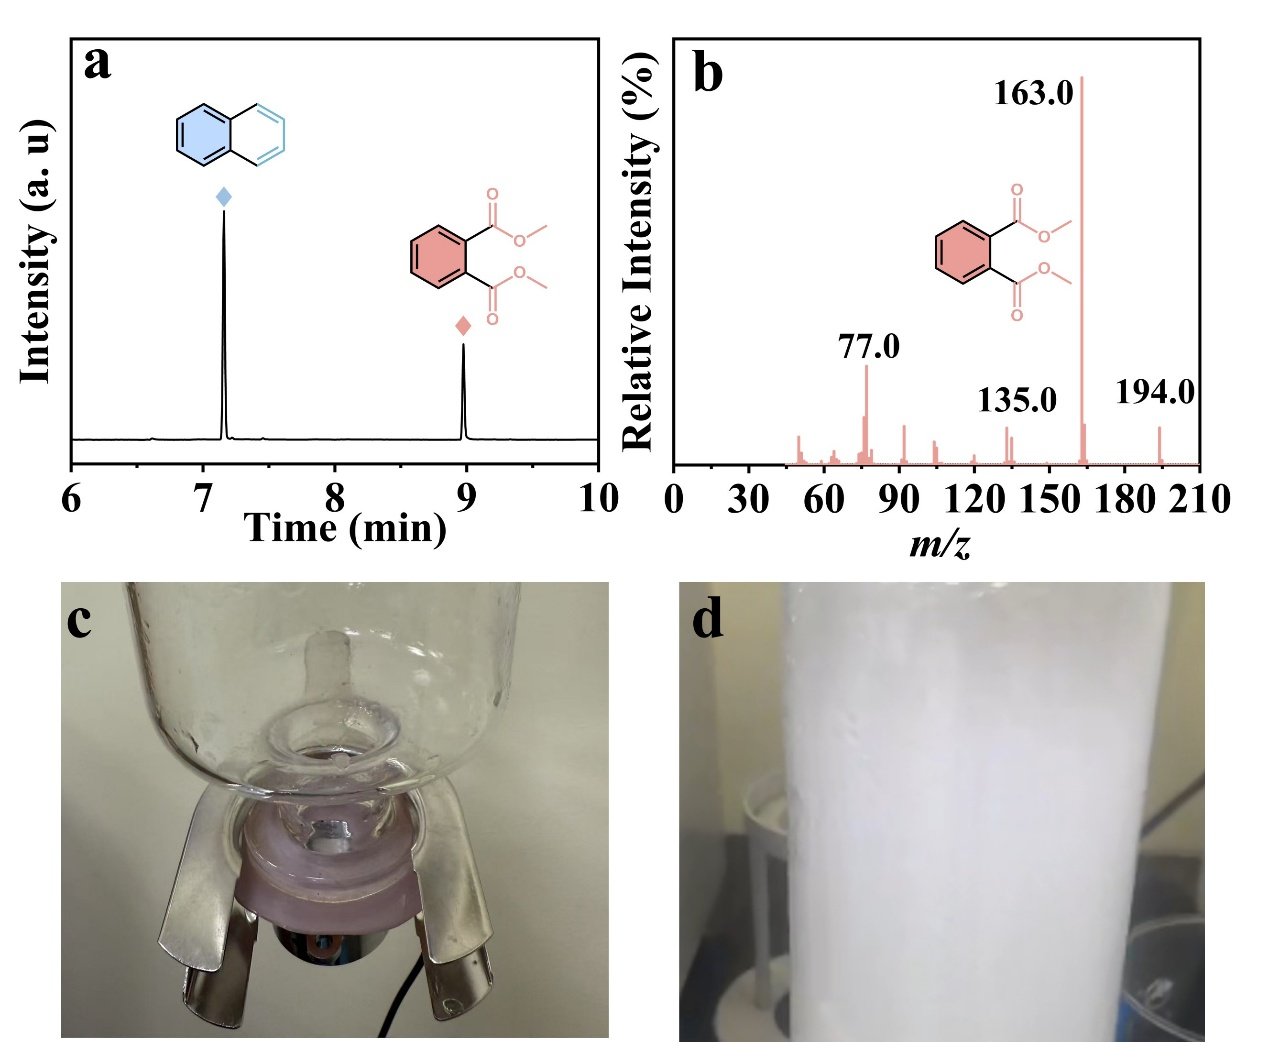 a
Intensity (a. u)
O
O
O
O
6 7 8 9 10
Time (min)
b
Relative Intensity (%)
163.0
O
O
O
O
77.0
135.0
194.0
0 30 60 90 120 150 180 210
m/z
c
d